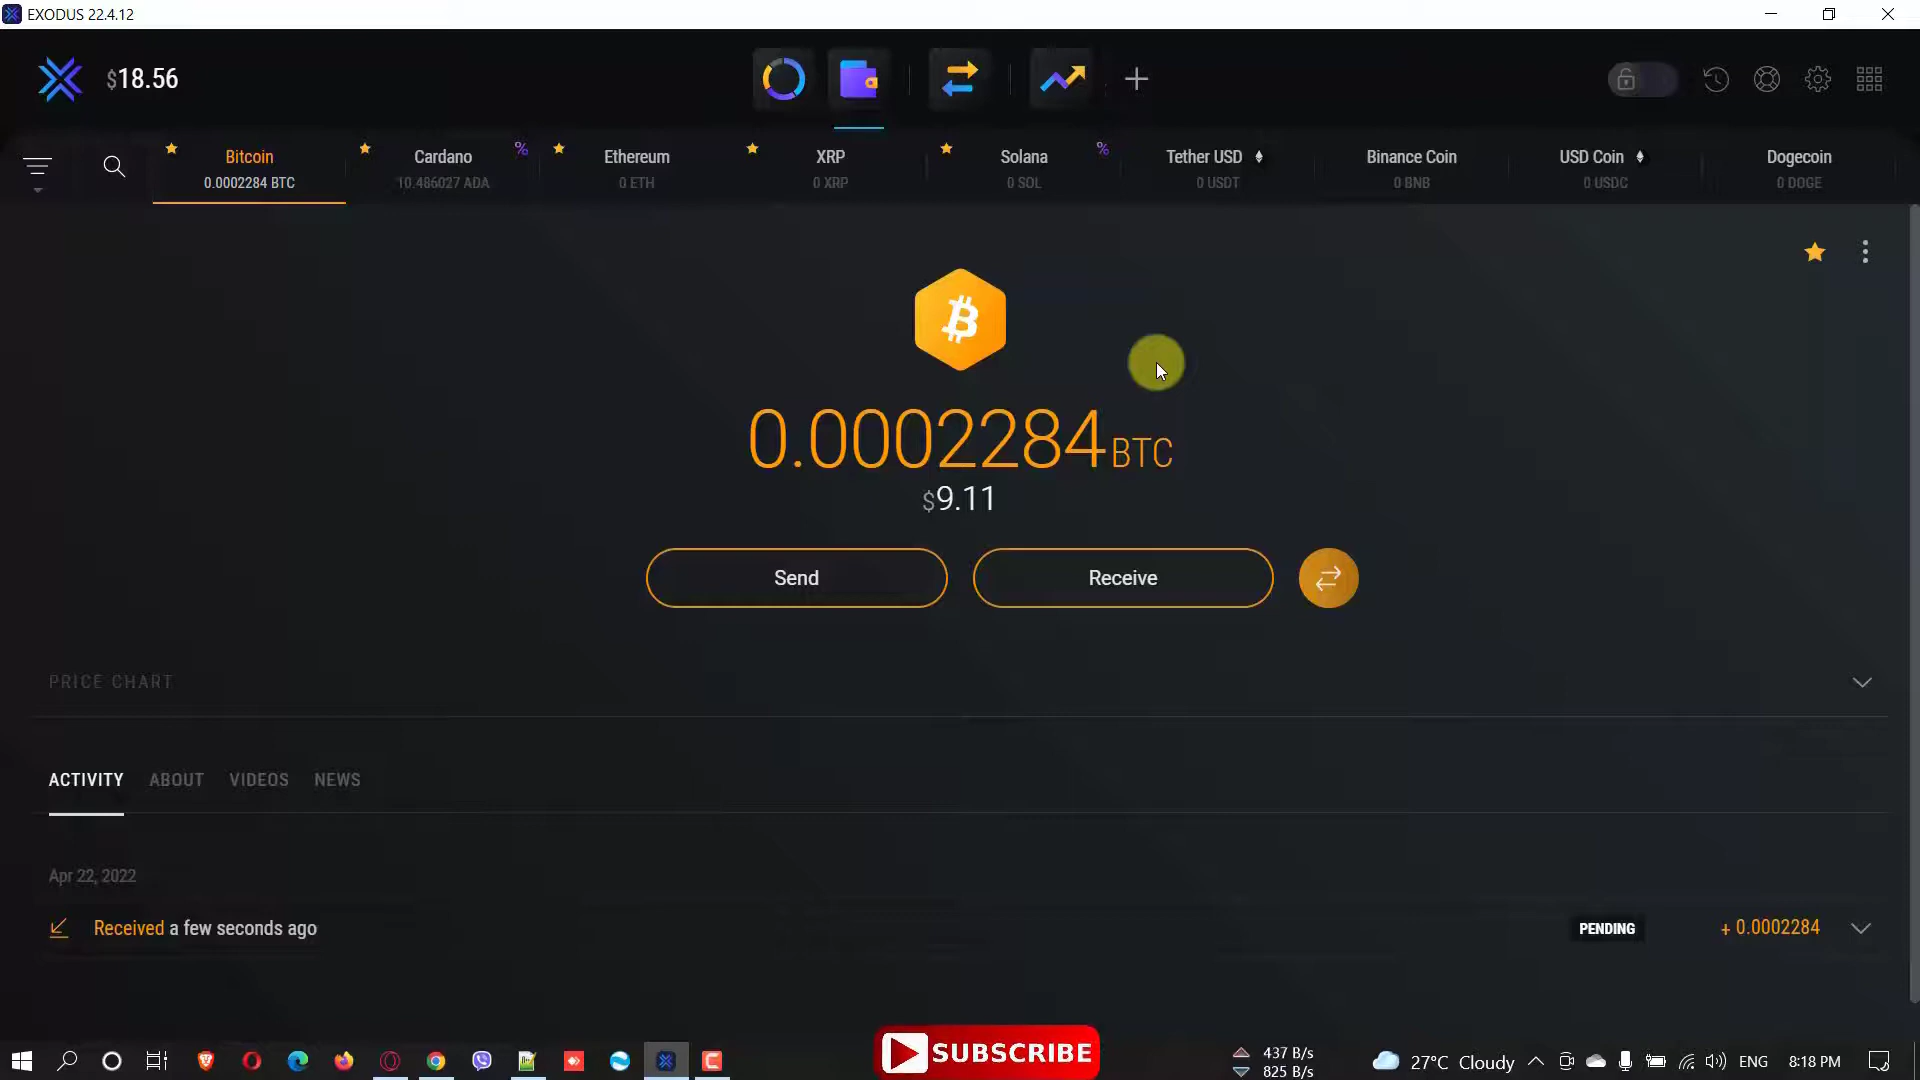 EXODUS 22.4.12
$18.56
Bitcoin
0.0002284 BTC
Cardano
10.486027 ADA
%
Ethereum
0 ETH
XRP
0 XRP
Solana
0 SOL
%
Tether USD
0 USDT
Binance Coin
0 BNB
USD Coin
0 USDC
Dogecoin
0 DOGE
0.0002284 BTC
$9.11
Send
Receive
PRICE CHART
ACTIVITY ABOUT VIDEOS NEWS
Apr 22, 2022
Received a few seconds ago
PENDING
+ 0.0002284
SUBSCRIBE
437 B/s
825 B/s
27°C Cloudy
ENG
8:18 PM